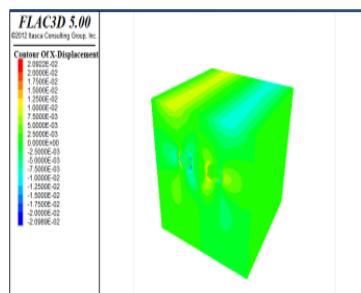 FLAC3D 5.00
©2012 Itasca Consulting Group, Inc.
Contour Of X-Displacement
2.0922E-02
2.0000E-02
1.7500E-02
1.5000E-02
1.2500E-02
1.0000E-02
7.5000E-03
5.0000E-03
2.5000E-03
0.0000E+00
-2.5000E-03
-5.0000E-03
-7.5000E-03
-1.0000E-02
-1.2500E-02
-1.5000E-02
-1.7500E-02
-2.0000E-02
-2.0989E-02